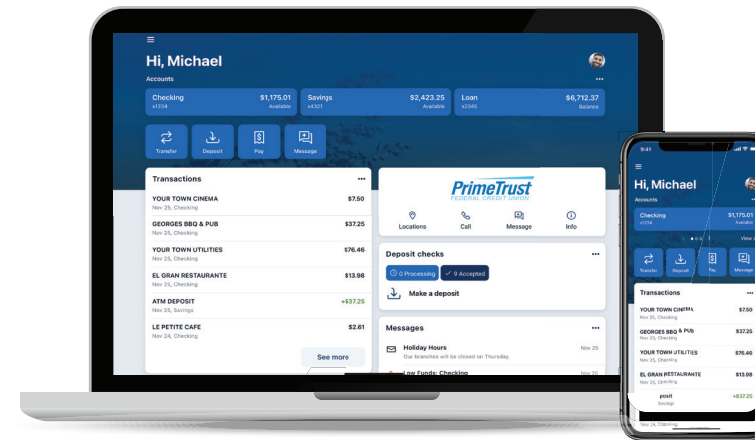 Hi, Michael
Accounts
Checking $1,175.01
x1234 Available
Savings $2,423.25
x4321 Available
Loan $6,712.37
x2345 Balance
Transfer Deposit Pay Message
Transactions
YOUR TOWN CINEMA $7.50
Nov 25, Checking
GEORGES BBQ & PUB $37.25
Nov 25, Checking
YOUR TOWN UTILITIES $76.46
Nov 25, Checking
EL GRAN RESTAURANTE $13.98
Nov 25, Checking
ATM DEPOSIT +$37.25
Nov 25, Savings
LE PETITE CAFE $2.61
Nov 24, Checking
See more
PrimeTrust
FEDERAL CREDIT UNION
Locations Call Message Info
Deposit checks
0 Processing 9 Accepted
Make a deposit
Messages
Holiday Hours Nov 25
Our branches will be closed on Thursday.
Low Funds: Checking Nov 25
9:41
Hi, Michael
Accounts
Checking $1,175.01
x1234 Available
View
Transfer Deposit Pay Message
Transactions
YOUR TOWN CINEMA $7.50
Nov 25, Checking
GEORGES BBQ & PUB $37.25
Nov 25, Checking
YOUR TOWN UTILITIES $76.46
Nov 25, Checking
EL GRAN RESTAURANTE $13.98
Nov 25, Checking
posit +$37.25
Savings
Nov 24, Checking